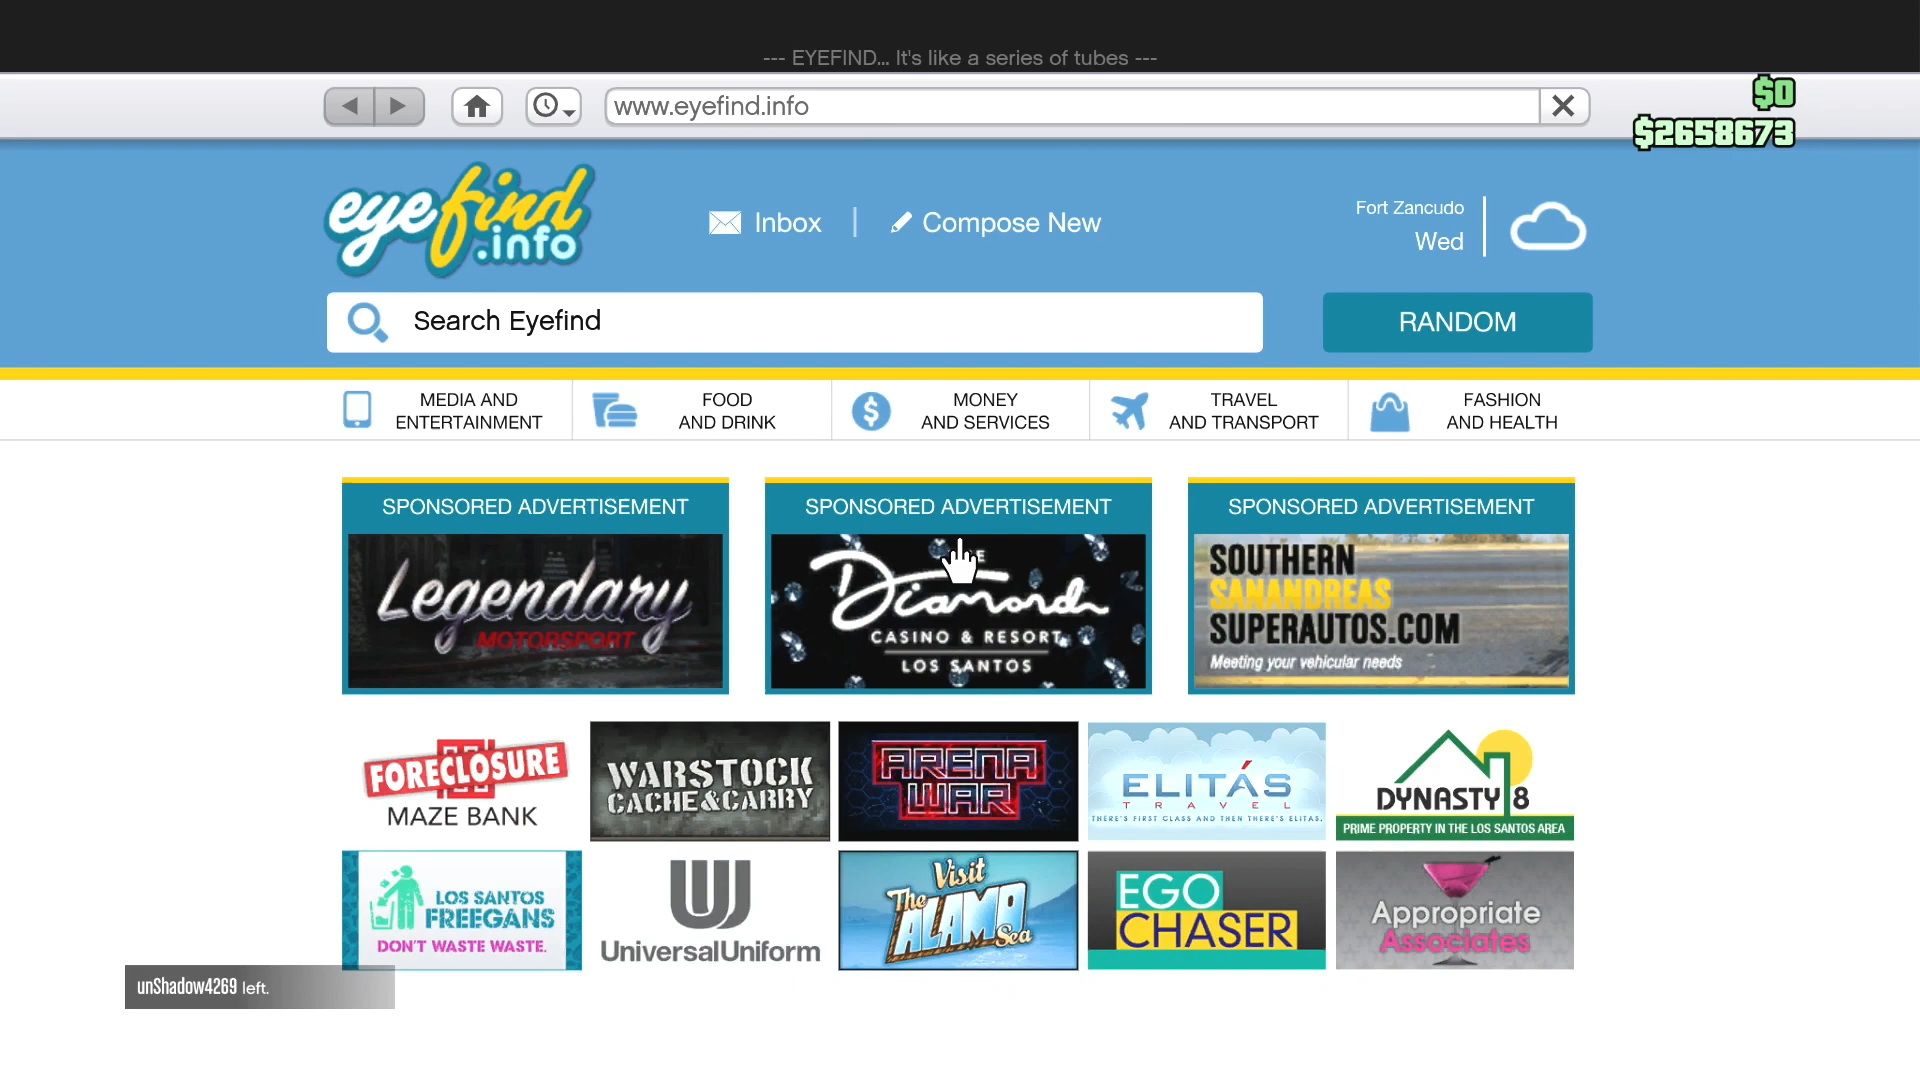 --- EYEFIND... It's like a series of tubes ---
www.eyefind.info
$0
$2658673
eyefind.info
Inbox
Compose New
Fort Zancudo
Wed
Search Eyefind
RANDOM
MEDIA AND
ENTERTAINMENT
FOOD
AND DRINK
MONEY
AND SERVICES
TRAVEL
AND TRANSPORT
FASHION
AND HEALTH
SPONSORED ADVERTISEMENT
Legendary
MOTORSPORT
SPONSORED ADVERTISEMENT
Diamond
CASINO & RESORT
LOS SANTOS
SPONSORED ADVERTISEMENT
SOUTHERN
SANANDREAS
SUPERAUTOS.COM
Meeting your vehicular needs
FORECLOSURE
MAZE BANK
WARSTOCK
CACHE&CARRY
ARENA
WAR
ELITÁS
TRAVEL
THERE'S FIRST CLASS AND THEN THERE'S ELITAS.
DYNASTY 8
PRIME PROPERTY IN THE LOS SANTOS AREA
LOS SANTOS
FREEGANS
DON'T WASTE WASTE.
UniversalUniform
Visit
The
ALAMO
Sea
EGO
CHASER
Appropriate
Associates
unShadow4269 left.